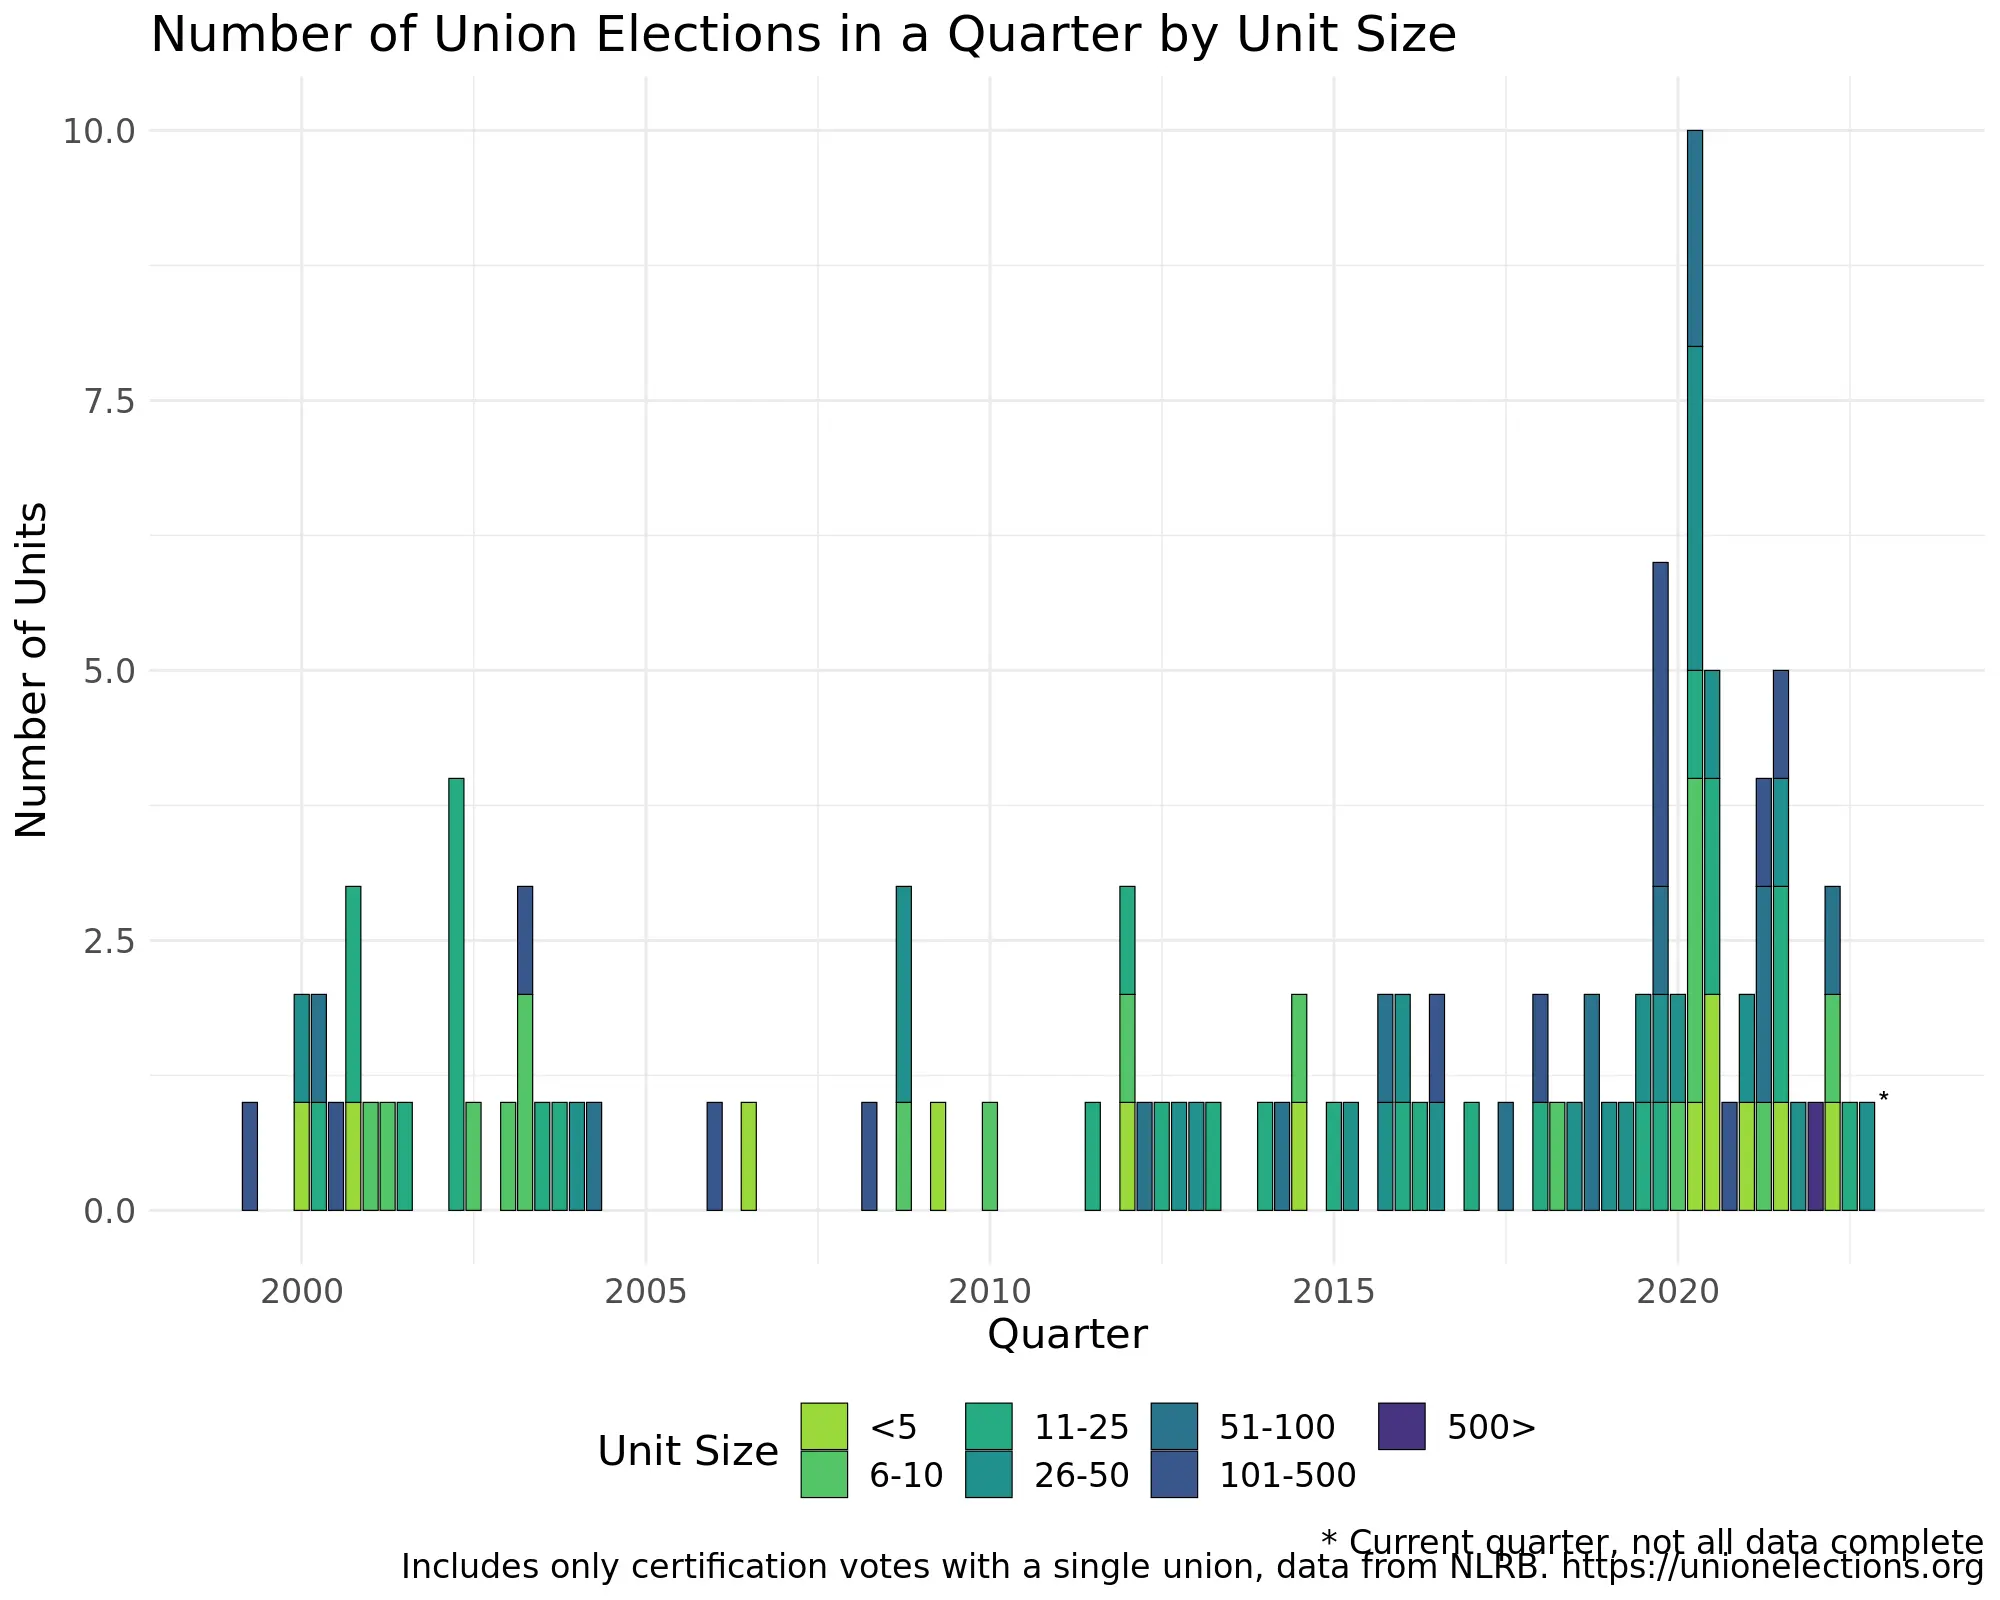 Number of Union Elections in a Quarter by Unit Size
10.0
7.5
5.0
2.5
0.0
Number of Units
*
2000 2005 2010 2015 2020
Quarter
Unit Size
<5 11-25 51-100 500>
6-10 26-50 101-500
* Current quarter, not all data complete
Includes only certification votes with a single union, data from NLRB. https://unionelections.org